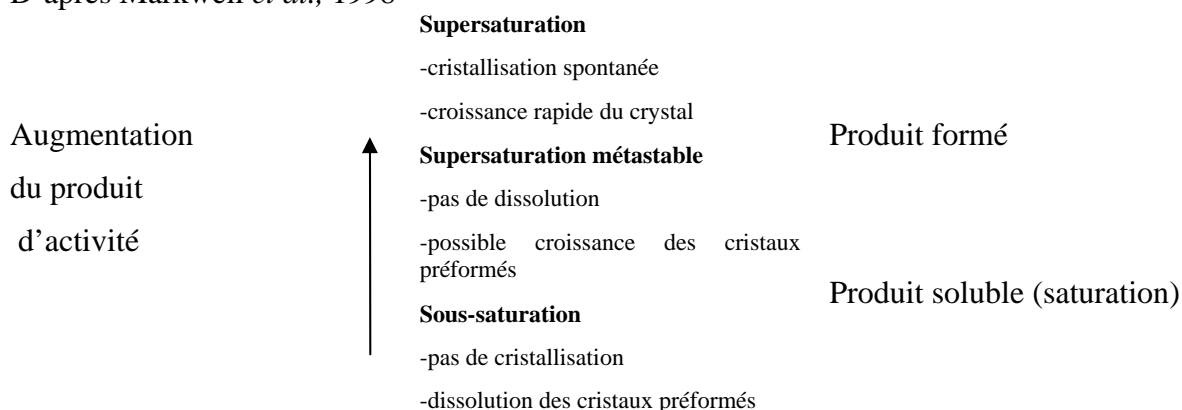 D'après Markwell et al., 1998
Supersaturation
-cristallisation spontanée
-croissance rapide du crystal
Augmentation
du produit
d'activité
Supersaturation métastable
-pas de dissolution
-possible croissance des cristaux
préformés
Sous-saturation
-pas de cristallisation
-dissolution des cristaux préformés
Produit formé
Produit soluble (saturation)